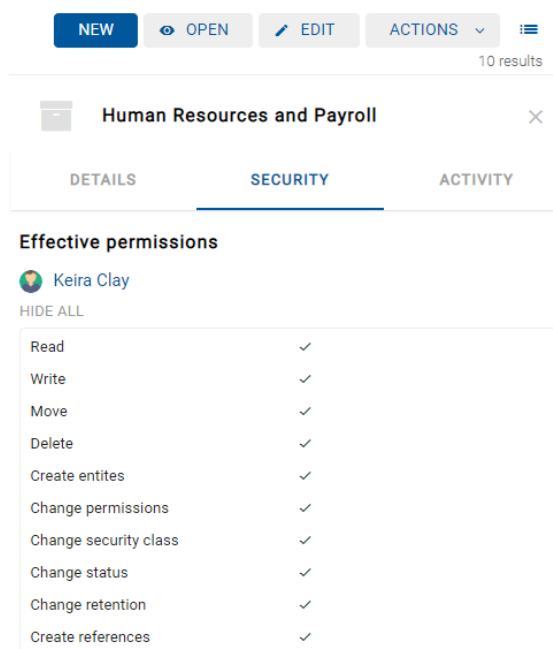 NEW OPEN EDIT ACTIONS
10 results
Human Resources and Payroll
DETAILS SECURITY ACTIVITY
Effective permissions
Keira Clay
HIDE ALL
Read
Write
Move
Delete
Create entites
Change permissions
Change security class
Change status
Change retention
Create references